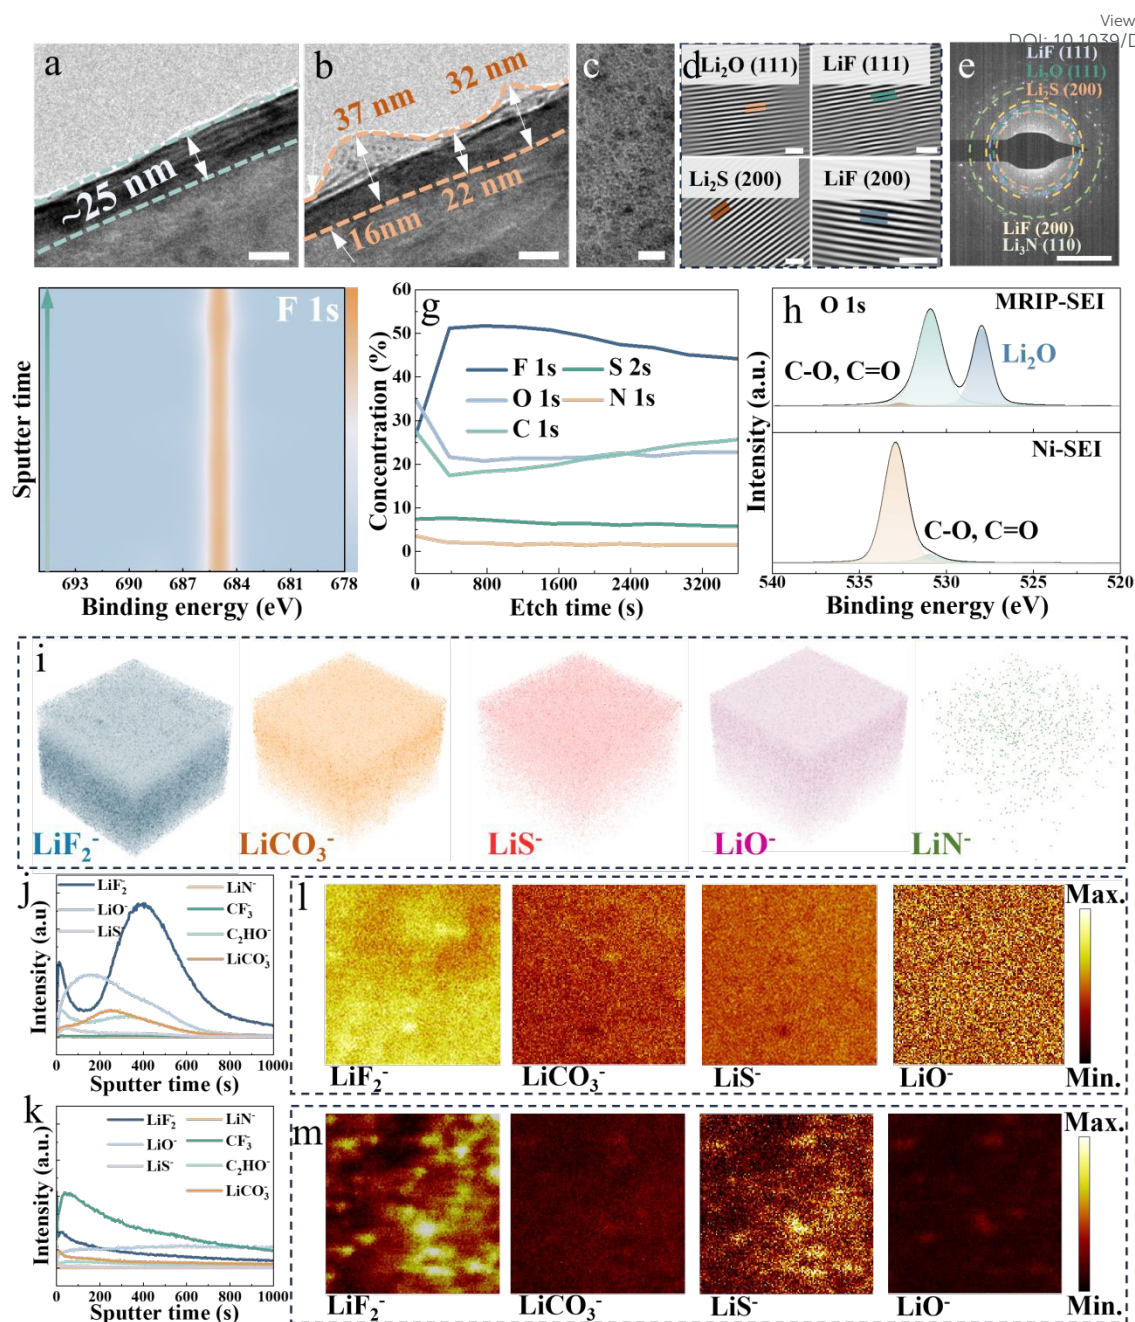 View
DOI: 10.1039/D
a
~25 nm
b
37 nm
32 nm
16nm
22 nm
c
d
Li₂O (111)
LiF (111)
Li₂S (200)
LiF (200)
e
LiF (111)
Li₂O (111)
Li₂S (200)
LiF (200)
Li₃N (110)
F 1s
Sputter time
693 690 687 684 681 678
Binding energy (eV)
g
Concentration (%)
60
50
40
30
20
10
0
F 1s
S 2s
O 1s
N 1s
C 1s
0 800 1600 2400 3200
Etch time (s)
h
O 1s
MRIP-SEI
C-O, C=O
Li₂O
Ni-SEI
C-O, C=O
Intensity (a.u.)
540 535 530 525 520
Binding energy (eV)
i
LiF₂⁻
LiCO₃⁻
LiS⁻
LiO⁻
LiN⁻
j
LiF₂⁻
LiN⁻
LiO⁻
CF₃⁻
LiS⁻
C₂HO⁻
LiCO₃⁻
Intensity (a.u)
0 200 400 600 800 1000
Sputter time (s)
k
LiF₂⁻
LiN⁻
LiO⁻
CF₃⁻
LiS⁻
C₂HO⁻
LiCO₃⁻
Intensity (a.u.)
0 200 400 600 800 1000
Sputter time (s)
l
Max.
Min.
LiF₂⁻
LiCO₃⁻
LiS⁻
LiO⁻
m
Max.
Min.
LiF₂⁻
LiCO₃⁻
LiS⁻
LiO⁻